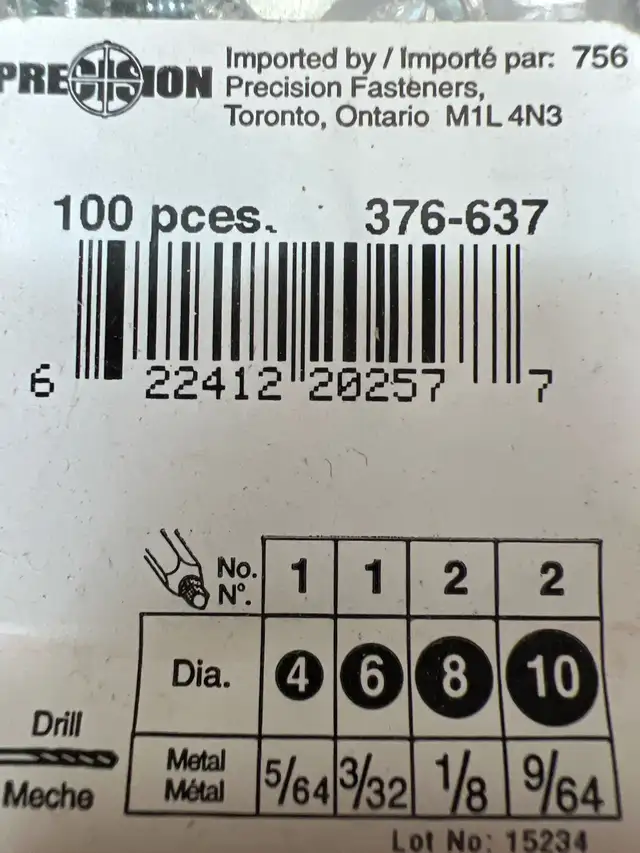 PRECISION
Imported by / Importé par: 756
Precision Fasteners,
Toronto, Ontario M1L 4N3
100 pces. 376-637
6 22412 20257 7
No. 1 1 2 2
N°.
Dia. 4 6 8 10
Drill
Metal 5/64 3/32 1/8 9/64
Métal
Meche
Lot No: 15234